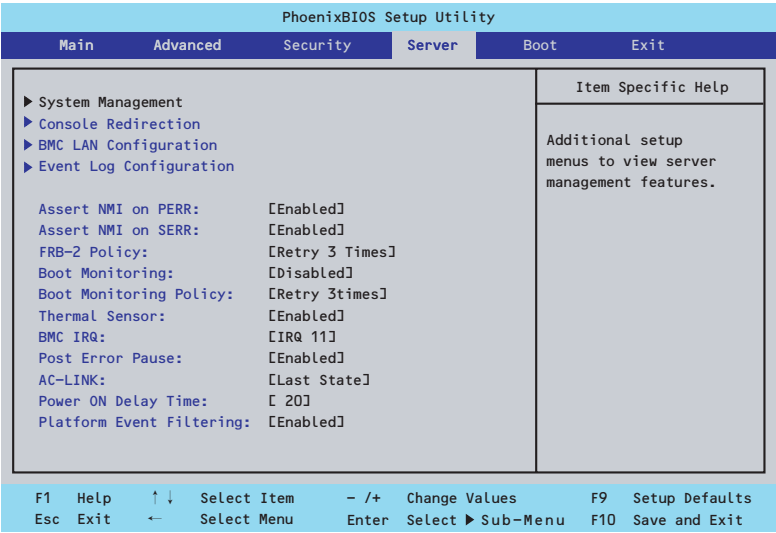 PhoenixBIOS Setup Utility
Main Advanced Security Server Boot Exit
▶ System Management
▶ Console Redirection
▶ BMC LAN Configuration
▶ Event Log Configuration
Assert NMI on PERR: [Enabled]
Assert NMI on SERR: [Enabled]
FRB-2 Policy: [Retry 3 Times]
Boot Monitoring: [Disabled]
Boot Monitoring Policy: [Retry 3times]
Thermal Sensor: [Enabled]
BMC IRQ: [IRQ 11]
Post Error Pause: [Enabled]
AC-LINK: [Last State]
Power ON Delay Time: [ 20]
Platform Event Filtering: [Enabled]
Item Specific Help
Additional setup
menus to view server
management features.
F1 Help ↑↓ Select Item - /+ Change Values F9 Setup Defaults
Esc Exit ← Select Menu Enter Select ▶ Sub-Menu F10 Save and Exit